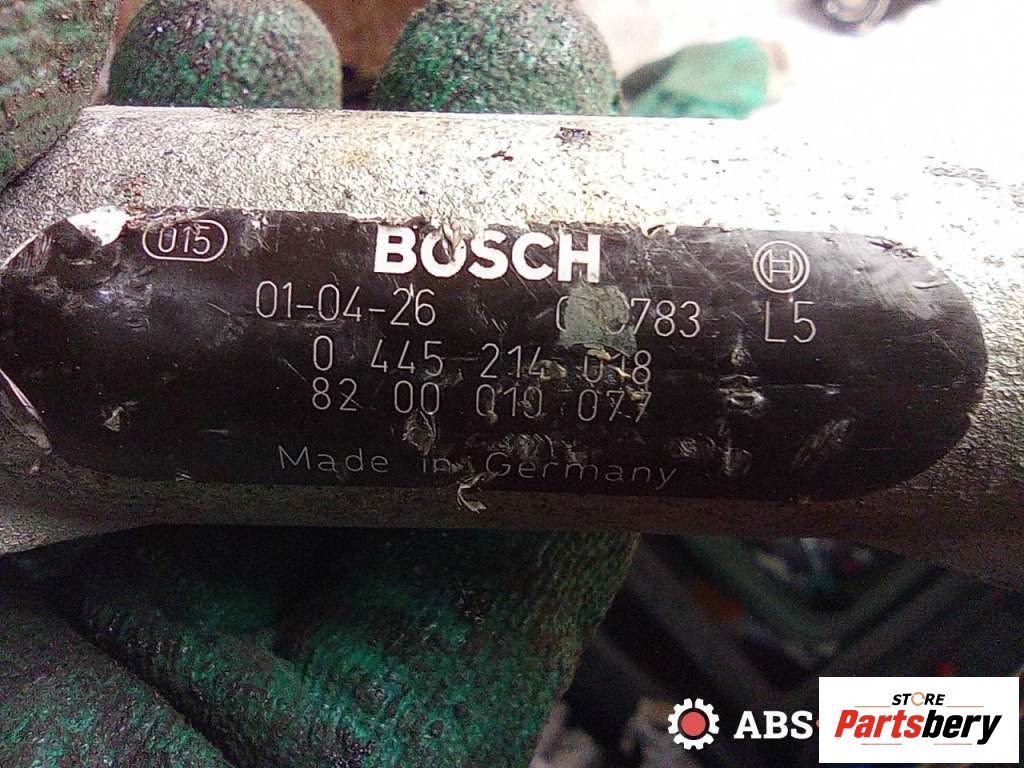 015 BOSCH
01-04-26 783 L5
0 445 214 018
82 00 010 077
Made in Germany
ABS
STORE
Partsbery